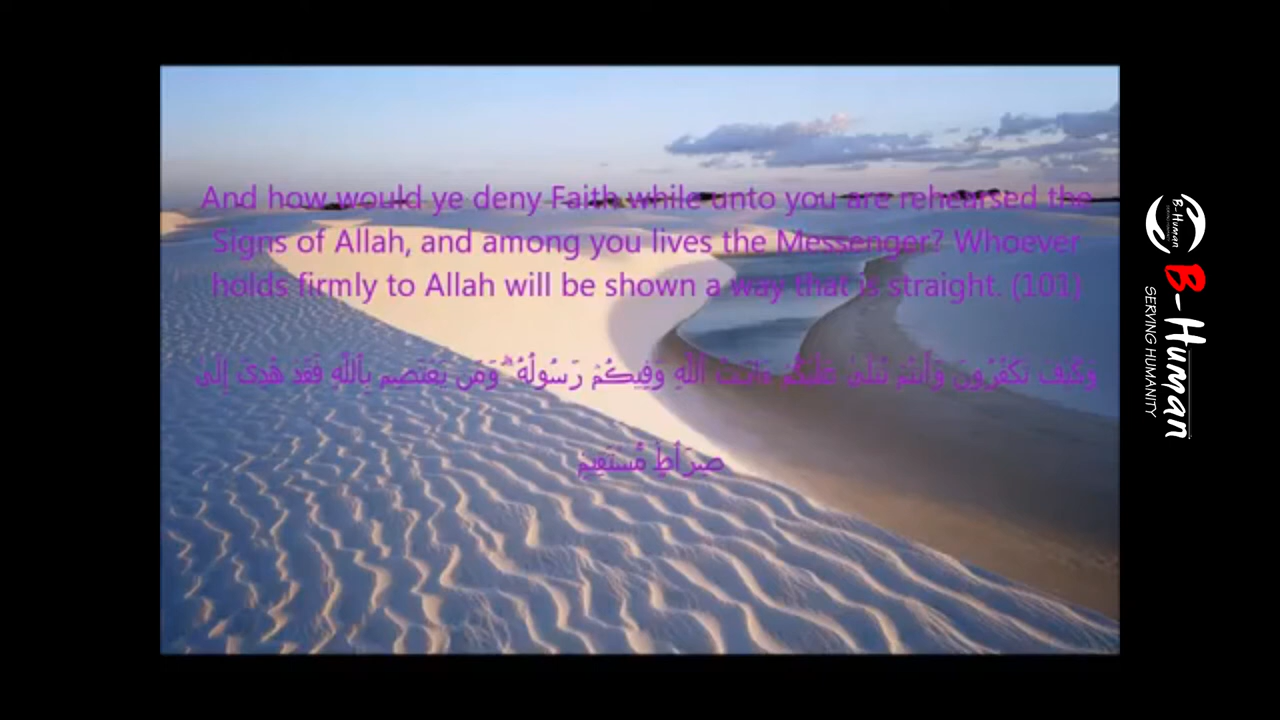 And how would ye deny Faith while unto you are rehearsed the
Signs of Allah, and among you lives the Messenger? Whoever
holds firmly to Allah will be shown a way that is straight. (101)
وَكَيْفَ تَكْفُرُونَ وَأَنتُمْ تُتْلَىٰ عَلَيْكُمْ ءَايَٰتُ ٱللَّهِ وَفِيكُمْ رَسُولُهُۥ ۗ وَمَن يَعْتَصِم بِٱللَّهِ فَقَدْ هُدِىَ إِلَىٰ
صِرَٰطٍۢ مُّسْتَقِيمٍۢ
B-Human
B-Human
SERVING HUMANITY